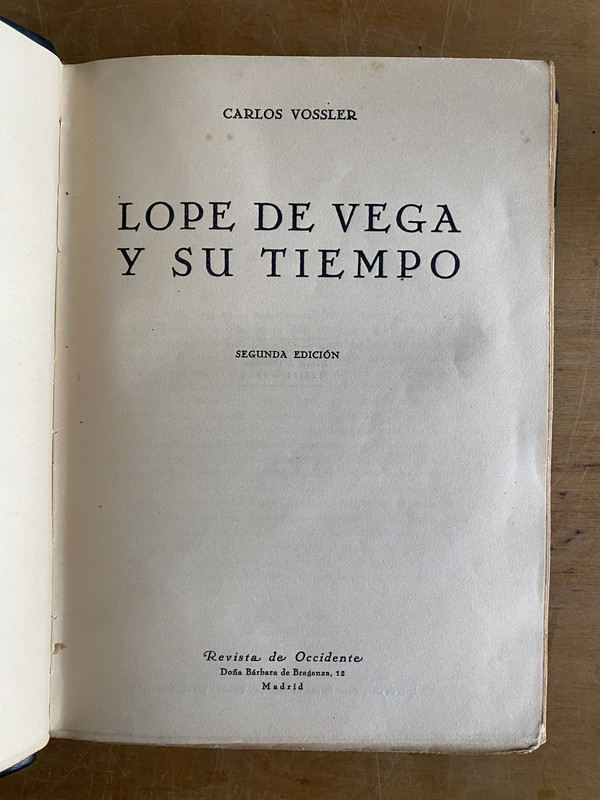 CARLOS VOSSLER
LOPE DE VEGA
Y SU TIEMPO
SEGUNDA EDICIÓN
Revista de Occidente
Doña Bárbara de Braganza, 12
Madrid